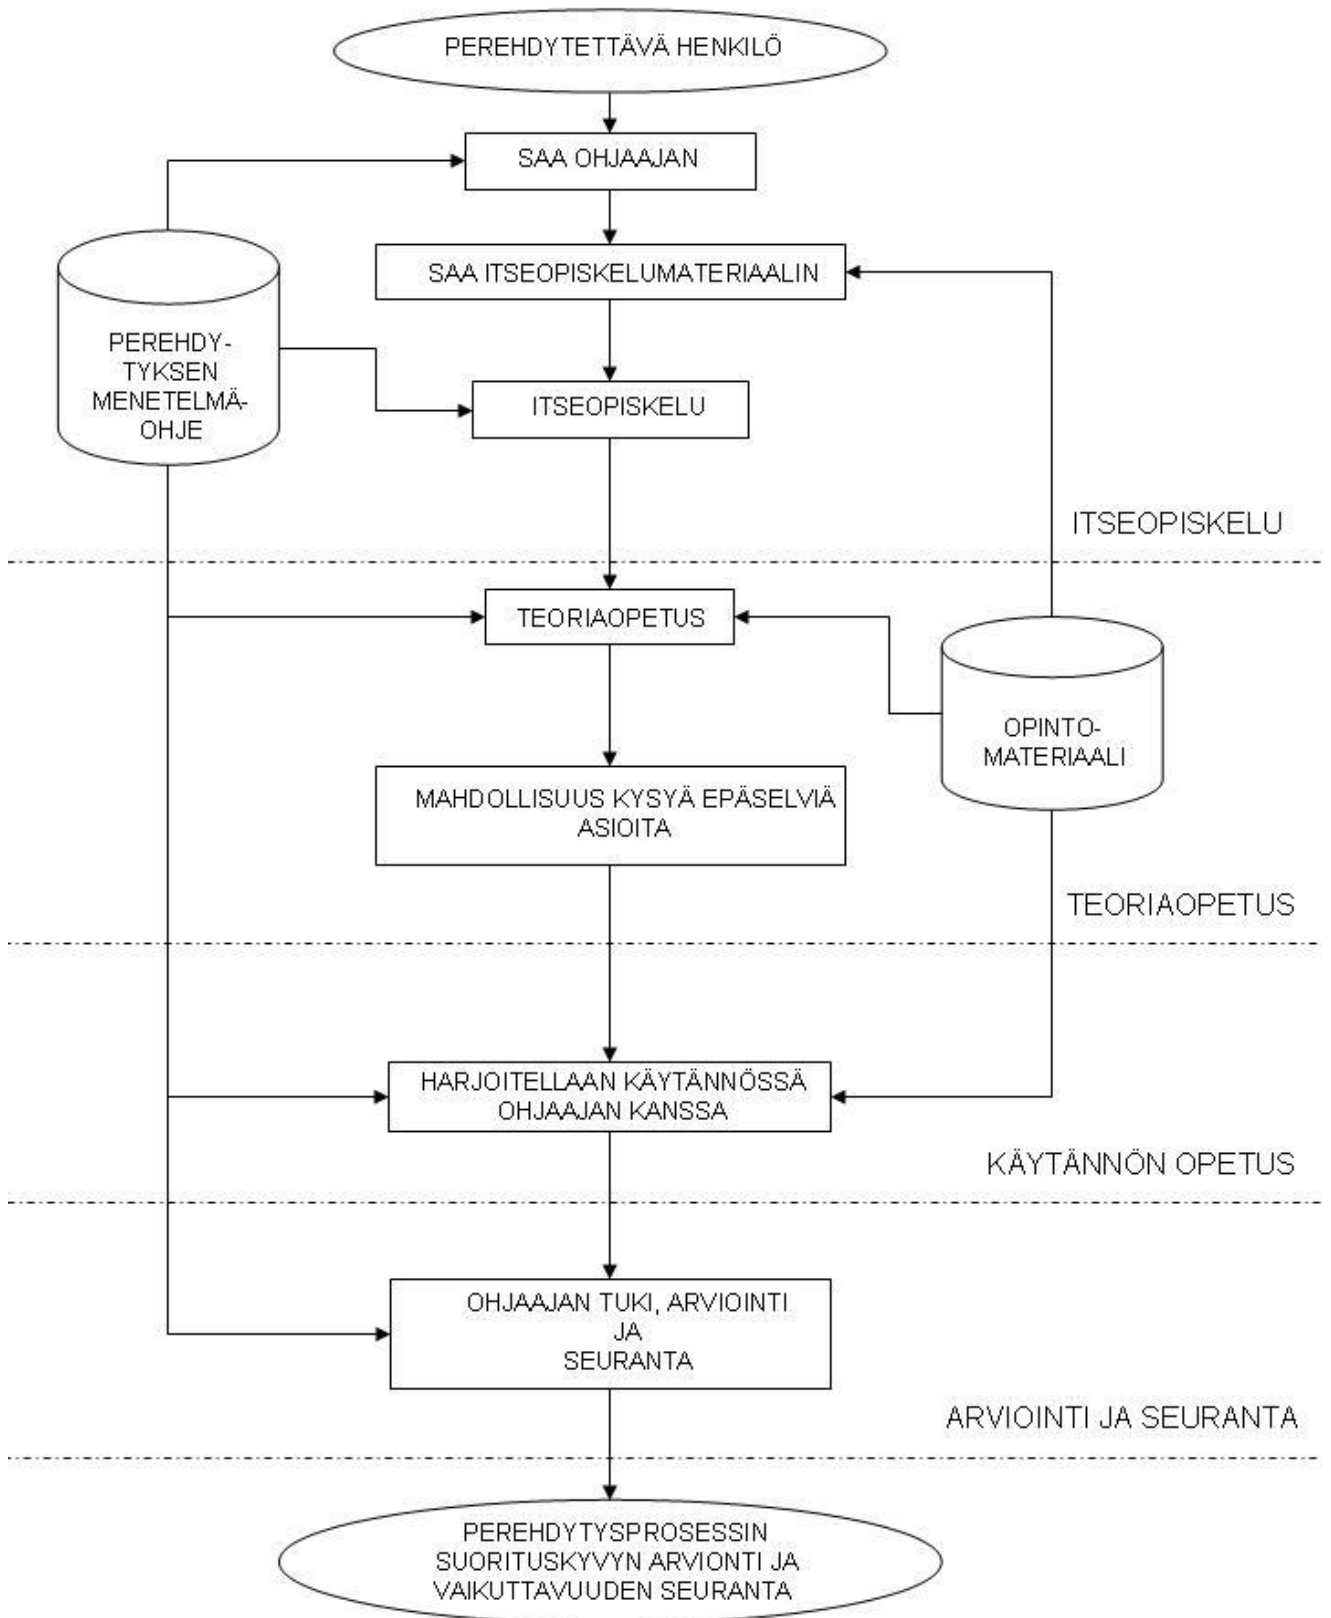 PEREHDYTETTÄVÄ HENKILÖ
SAA OHJAAJAN
SAA ITSEOPISKELUMATERIAALIN
PEREHDY-
TYKSEN
MENETELMÄ-
OHJE
ITSEOPISKELU
ITSEOPISKELU
TEORIAOPETUS
OPINTO-
MATERIAALI
MAHDOLLISUUS KYSYÄ EPÄSELVIÄ
ASIOITA
TEORIAOPETUS
HARJOITELLAAN KÄYTÄNNÖSSÄ
OHJAAJAN KANSSA
KÄYTÄNNÖN OPETUS
OHJAAJAN TUKI, ARVIOINTI
JA
SEURANTA
ARVIOINTI JA SEURANTA
PEREHDYTYSPROSESSIN
SUORITUSKYVYN ARVIONTI JA
VAIKUTTAVUUDEN SEURANTA